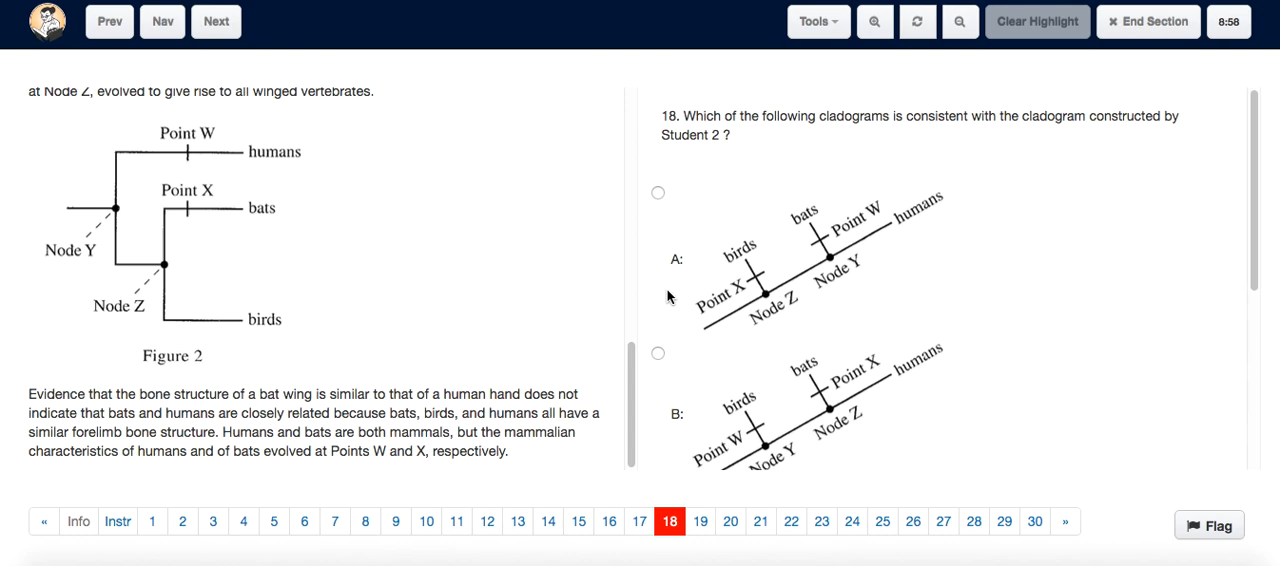 Prev Nav Next Tools Clear Highlight × End Section 8:58
at Node Z, evolved to give rise to all winged vertebrates.
Point W
humans
Point X
bats
Node Y
Node Z
birds
Figure 2
Evidence that the bone structure of a bat wing is similar to that of a human hand does not
indicate that bats and humans are closely related because bats, birds, and humans all have a
similar forelimb bone structure. Humans and bats are both mammals, but the mammalian
characteristics of humans and of bats evolved at Points W and X, respectively.
18. Which of the following cladograms is consistent with the cladogram constructed by
Student 2 ?
A:
birds
bats
Point W
humans
Point X
Node Z
Node Y
B:
birds
bats
Point X
humans
Point W
Node Y
Node Z
« Info Instr 1 2 3 4 5 6 7 8 9 10 11 12 13 14 15 16 17 18 19 20 21 22 23 24 25 26 27 28 29 30 »
Flag